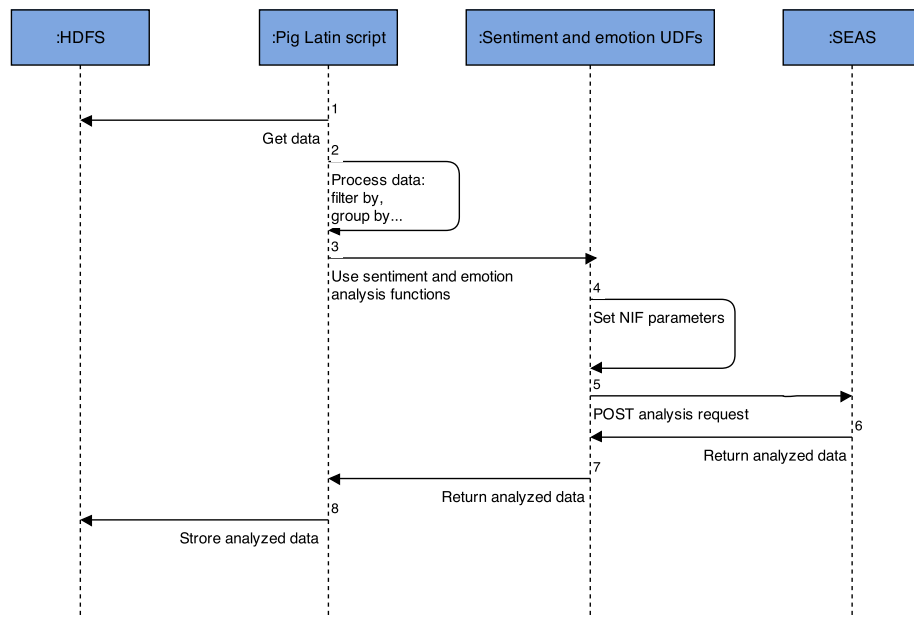 :HDFS
:Pig Latin script
:Sentiment and emotion UDFs
:SEAS
1
Get data
2
Process data:
filter by,
group by...
3
Use sentiment and emotion
analysis functions
4
Set NIF parameters
5
POST analysis request
6
Return analyzed data
7
Return analyzed data
8
Strore analyzed data